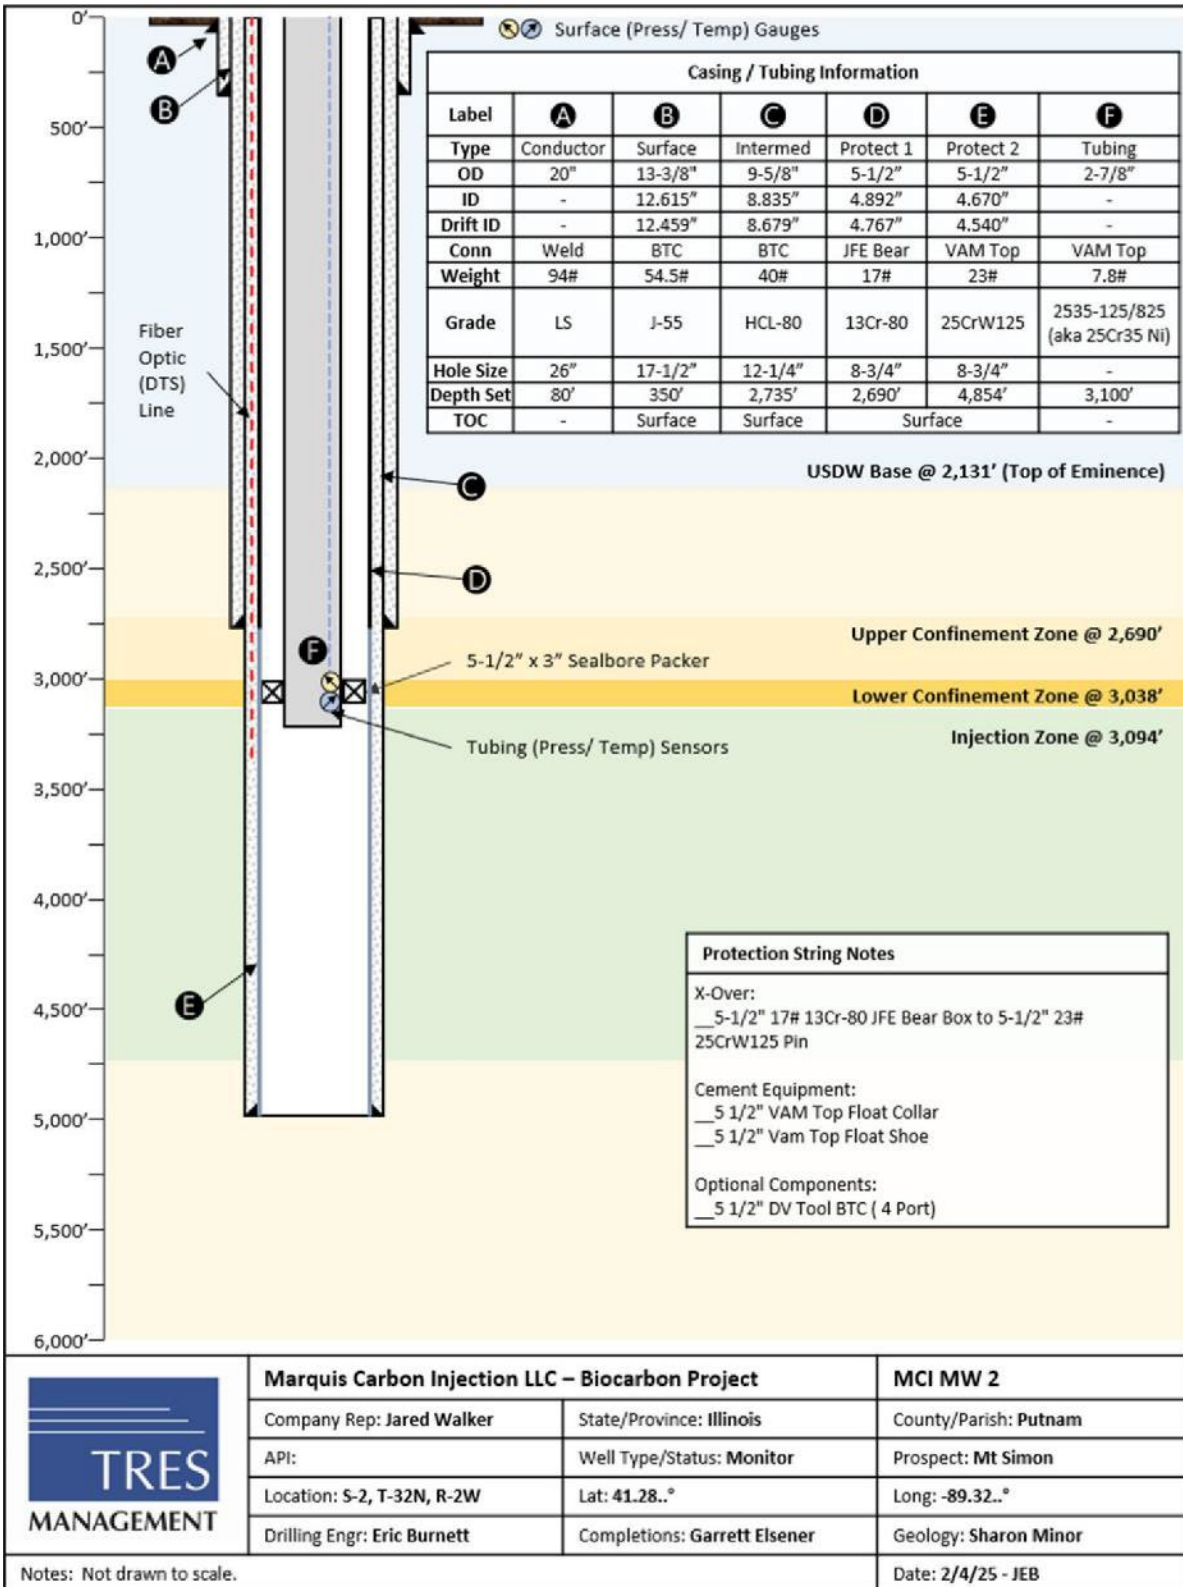 0'
500'
1,000'
1,500'
2,000'
2,500'
3,000'
3,500'
4,000'
4,500'
5,000'
5,500'
6,000'
Surface (Press/ Temp) Gauges
A
B
Fiber
Optic
(DTS)
Line
C
D
F
E
Casing / Tubing Information
Label A B C D E F
Type Conductor Surface Intermed Protect 1 Protect 2 Tubing
OD 20" 13-3/8" 9-5/8" 5-1/2" 5-1/2" 2-7/8"
ID - 12.615" 8.835" 4.892" 4.670" -
Drift ID - 12.459" 8.679" 4.767" 4.540" -
Conn Weld BTC BTC JFE Bear VAM Top VAM Top
Weight 94# 54.5# 40# 17# 23# 7.8#
Grade LS J-55 HCL-80 13Cr-80 25CrW125 2535-125/825
(aka 25Cr35 Ni)
Hole Size 26" 17-1/2" 12-1/4" 8-3/4" 8-3/4" -
Depth Set 80' 350' 2,735' 2,690' 4,854' 3,100'
TOC - Surface Surface Surface -
USDW Base @ 2,131' (Top of Eminence)
Upper Confinement Zone @ 2,690'
5-1/2" x 3" Sealbore Packer
Lower Confinement Zone @ 3,038'
Injection Zone @ 3,094'
Tubing (Press/ Temp) Sensors
Protection String Notes
X-Over:
__5-1/2" 17# 13Cr-80 JFE Bear Box to 5-1/2" 23#
25CrW125 Pin
Cement Equipment:
__5 1/2" VAM Top Float Collar
__5 1/2" Vam Top Float Shoe
Optional Components:
__5 1/2" DV Tool BTC ( 4 Port)
TRES
MANAGEMENT
Marquis Carbon Injection LLC – Biocarbon Project MCI MW 2
Company Rep: Jared Walker State/Province: Illinois County/Parish: Putnam
API: Well Type/Status: Monitor Prospect: Mt Simon
Location: S-2, T-32N, R-2W Lat: 41.28..° Long: -89.32..°
Drilling Engr: Eric Burnett Completions: Garrett Elsener Geology: Sharon Minor
Notes: Not drawn to scale. Date: 2/4/25 - JEB